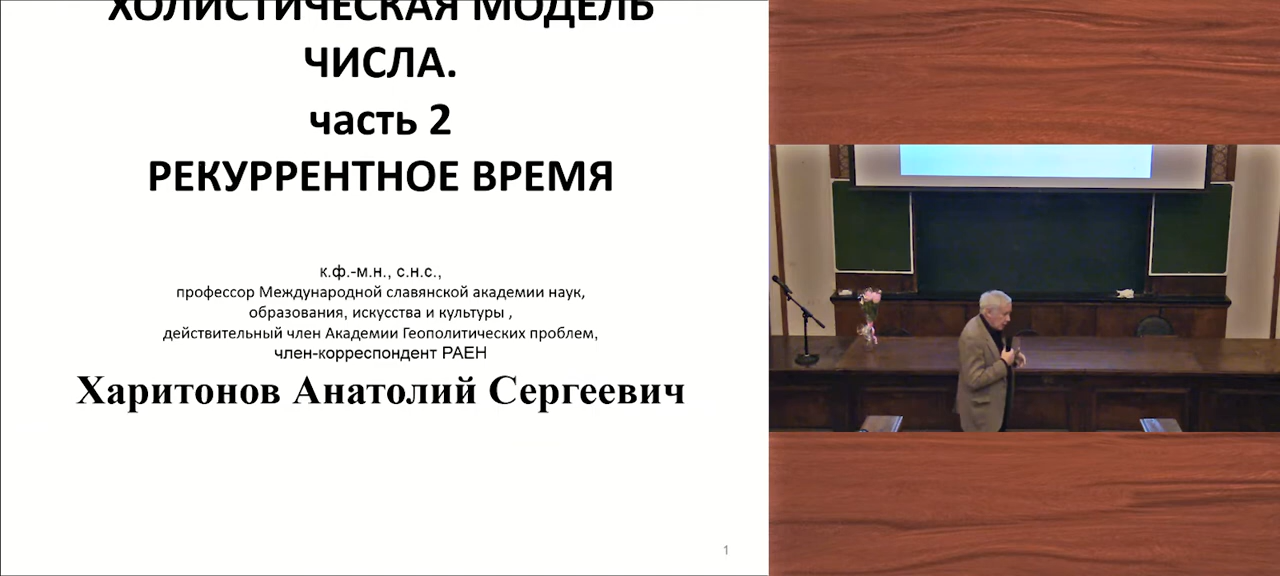 ХОЛИСТИЧЕСКАЯ МОДЕЛЬ
ЧИСЛА.
часть 2
РЕКУРРЕНТНОЕ ВРЕМЯ
к.ф.-м.н., с.н.с.,
профессор Международной славянской академии наук,
образования, искусства и культуры ,
действительный член Академии Геополитических проблем,
член-корреспондент РАЕН
Харитонов Анатолий Сергеевич
1